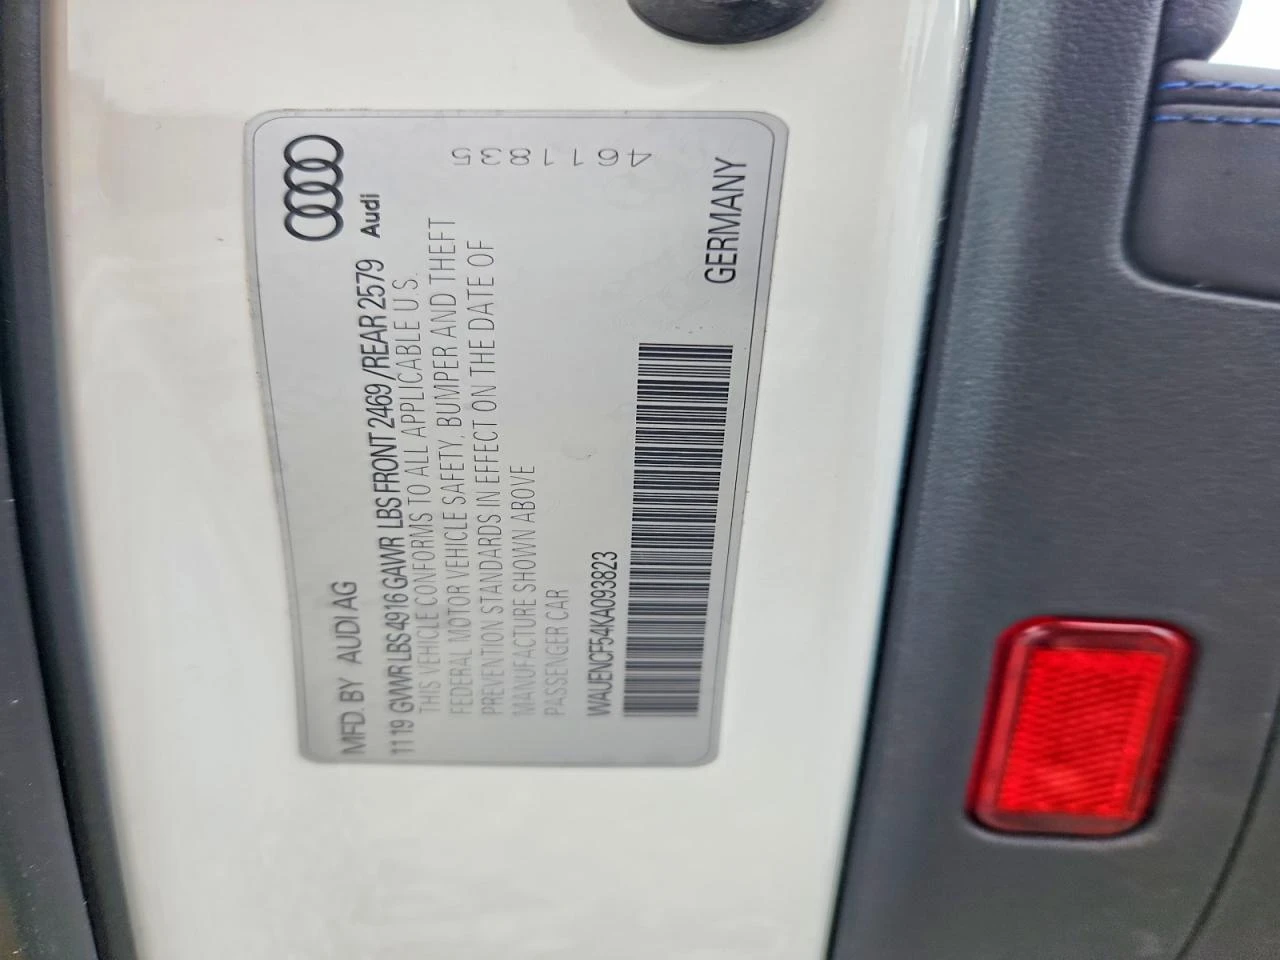 Audi
MFD. BY AUDI AG
11 19 GVWR LBS 4916 GAWR LBS FRONT 2469 / REAR 2579
THIS VEHICLE CONFORMS TO ALL APPLICABLE U S.
FEDERAL MOTOR VEHICLE SAFETY, BUMPER AND THEFT
PREVENTION STANDARDS IN EFFECT ON THE DATE OF
MANUFACTURE SHOWN ABOVE
PASSENGER CAR
WAUENCF54KA093823
GERMANY
4611835